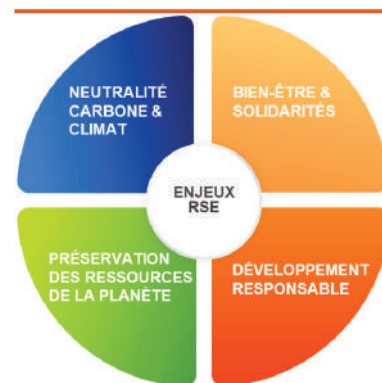 NEUTRALITÉ
CARBONE &
CLIMAT
BIEN-ÊTRE &
SOLIDARITÉS
ENJEUX
RSE
PRÉSERVATION
DES RESSOURCES
DE LA PLANÈTE
DÉVELOPPEMENT
RESPONSABLE